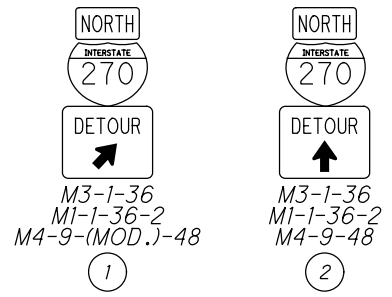 NORTH
INTERSTATE
270
DETOUR
M3-1-36
M1-1-36-2
M4-9-(MOD.)-48
1
NORTH
INTERSTATE
270
DETOUR
M3-1-36
M1-1-36-2
M4-9-48
2